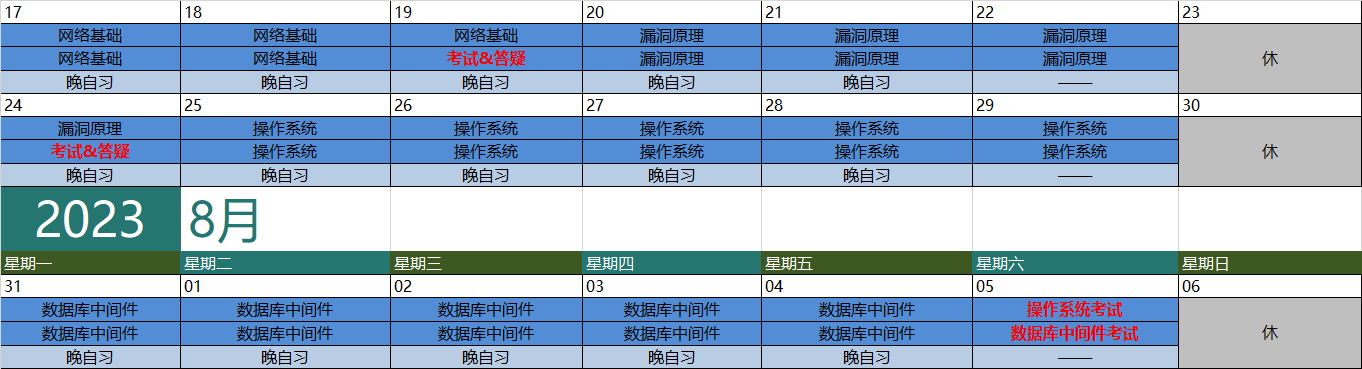 17 18 19 20 21 22 23
网络基础 网络基础 网络基础 漏洞原理 漏洞原理 漏洞原理
网络基础 网络基础 考试&答疑 漏洞原理 漏洞原理 漏洞原理 休
晚自习 晚自习 晚自习 晚自习 晚自习 ——
24 25 26 27 28 29 30
漏洞原理 操作系统 操作系统 操作系统 操作系统 操作系统
考试&答疑 操作系统 操作系统 操作系统 操作系统 操作系统 休
晚自习 晚自习 晚自习 晚自习 晚自习 ——
2023 8月
星期一 星期二 星期三 星期四 星期五 星期六 星期日
31 01 02 03 04 05 06
数据库中间件 数据库中间件 数据库中间件 数据库中间件 数据库中间件 操作系统考试
数据库中间件 数据库中间件 数据库中间件 数据库中间件 数据库中间件 数据库中间件考试 休
晚自习 晚自习 晚自习 晚自习 晚自习 ——